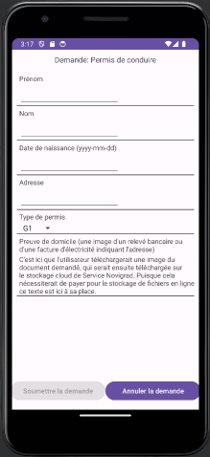 3:17
Demande: Permis de conduire
Prénom
Nom
Date de naissance (yyyy-mm-dd)
Adresse
Type de permis
G1
Preuve de domicile (une image d'un relevé bancaire ou
d'une facture d'électricité indiquant l'adresse)
C'est ici que l'utilisateur téléchargerait une image du
document demandé, qui serait ensuite téléchargée sur
le stockage cloud de Service Novigrad. Puisque cela
nécessiterait de payer pour le stockage de fichiers en ligne
ce texte est ici à sa place.
Soumettre la demande
Annuler la demande